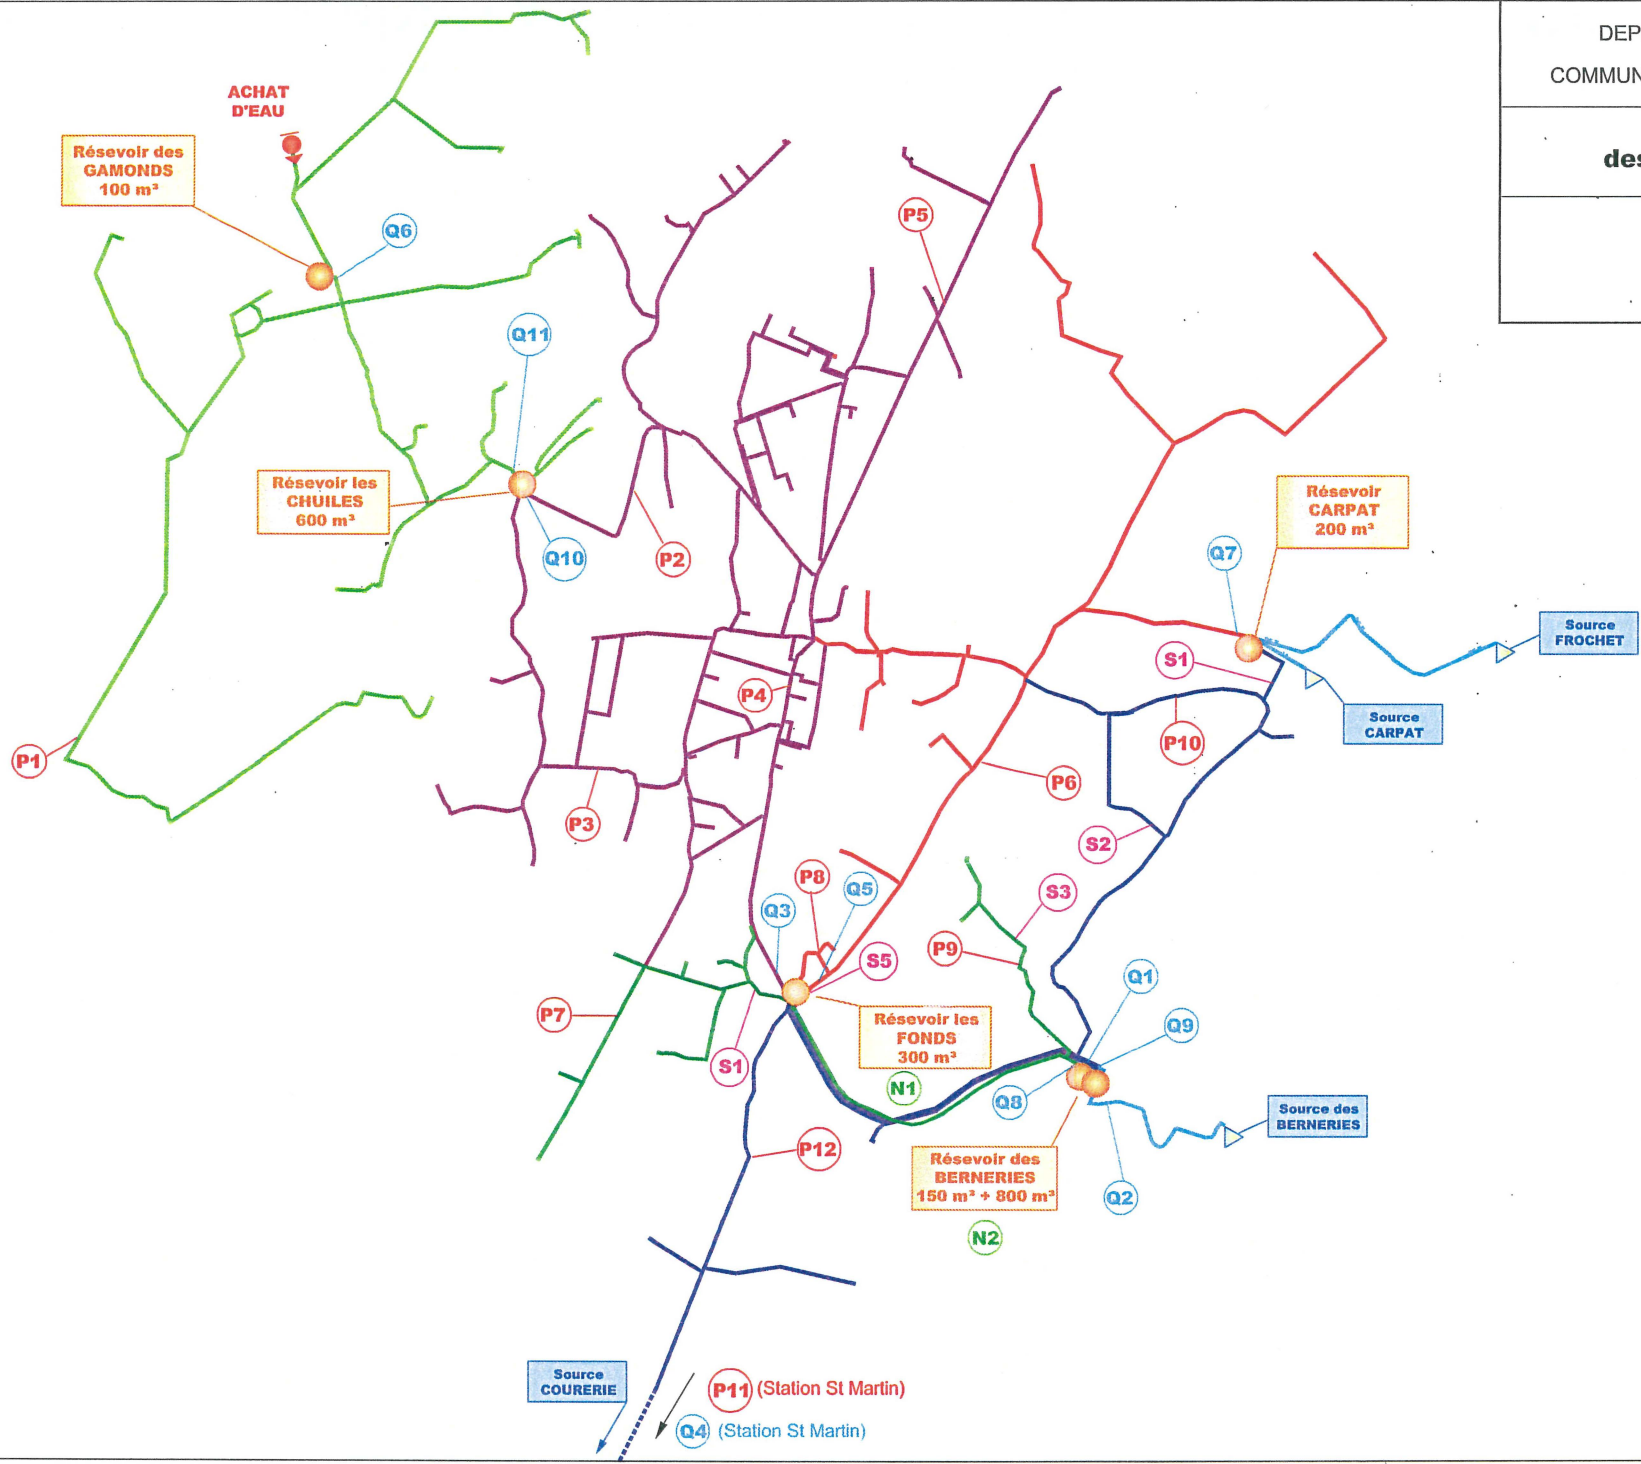 DEP
COMMUN
des
ACHAT
D'EAU
Résevoir des
GAMONDS
100 m³
Q6
P5
Q11
Résevoir les
CHUILES
600 m³
Q10
P2
Résevoir
CARPAT
200 m³
Q7
Source
FROCHET
S1
Source
CARPAT
P4
P10
P1
P6
P3
S2
P8
Q5
Q3
S3
P9
S5
Q1
P7
Résevoir les
FONDS
300 m³
Q9
S1
N1
Q8
Source des
BERNERIES
P12
Résevoir des
BERNERIES
150 m³ + 800 m³
Q2
N2
Source
COURERIE
P11 (Station St Martin)
Q4 (Station St Martin)